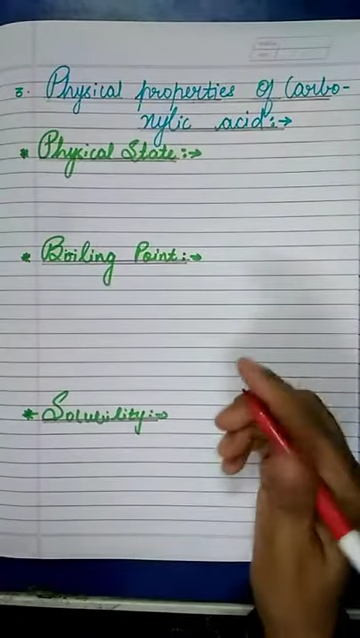 3. Physical properties of Carbo-
xylic acid:→
* Physical State:→
* Boiling Point:→
* Solubility:→